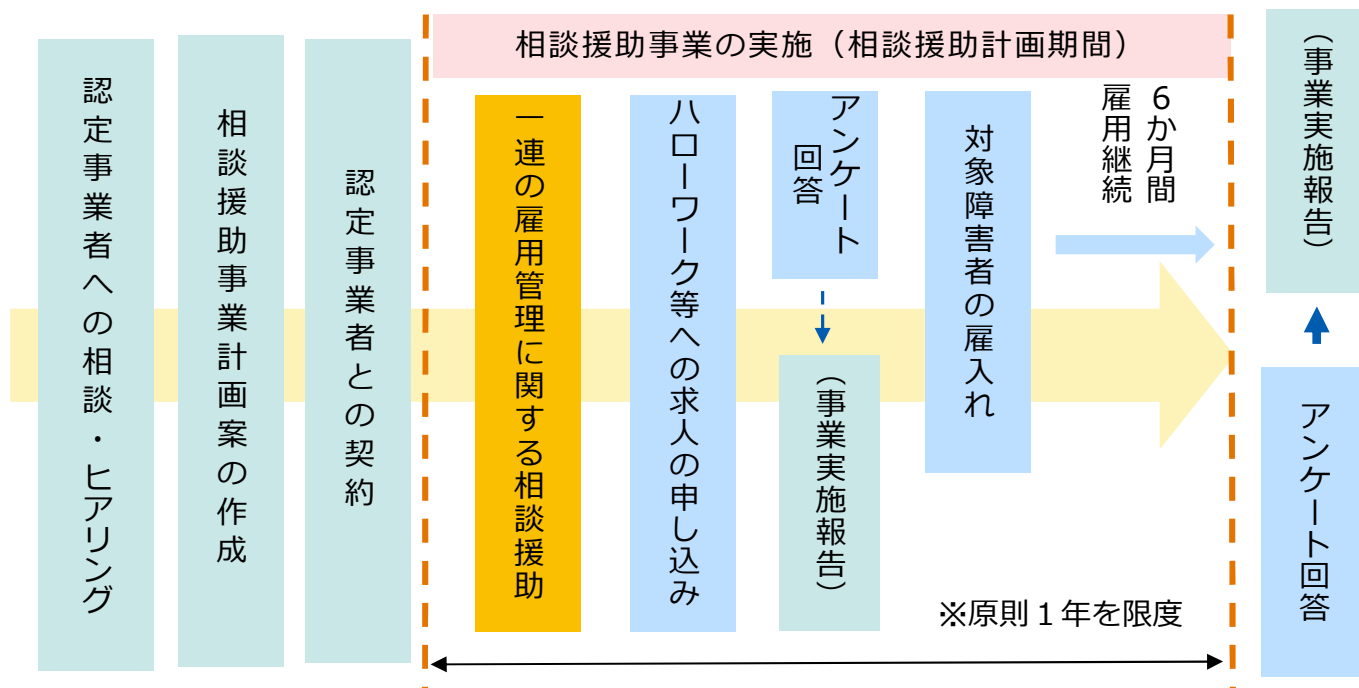 認定事業者への相談・ヒアリング
相談援助事業計画案の作成
認定事業者との契約
相談援助事業の実施（相談援助計画期間）
一連の雇用管理に関する相談援助
ハローワーク等への求人の申し込み
アンケート
回答
（事業実施報告）
対象障害者の雇入れ
６か月間
雇用継続
※原則１年を限度
（事業実施報告）
アンケート回答